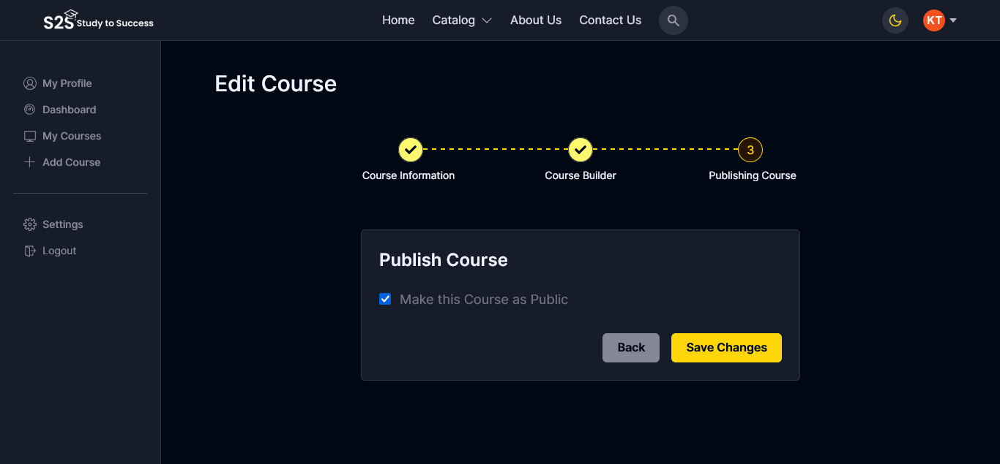 S2S Study to Success
Home Catalog About Us Contact Us
KT
My Profile
Dashboard
My Courses
Add Course
Settings
Logout
Edit Course
3
Course Information Course Builder Publishing Course
Publish Course
Make this Course as Public
Back Save Changes